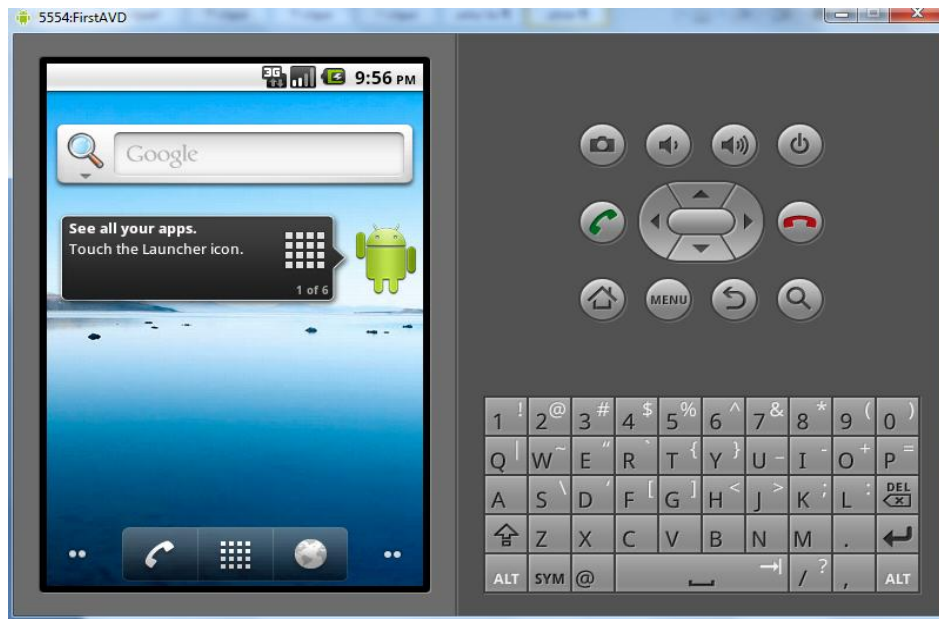 5554:FirstAVD
3G 9:56 PM
Google
See all your apps.
Touch the Launcher icon.
1 of 6
MENU
1 ! 2 @ 3 # 4 $ 5 % 6 ^ 7 & 8 * 9 ( 0 )
Q | W ~ E " R ` T { Y } U _ I - O + P =
A S \ D ' F [ G ] H < J > K ; L : DEL
Z X C V B N M .
ALT SYM @ / ? , ALT